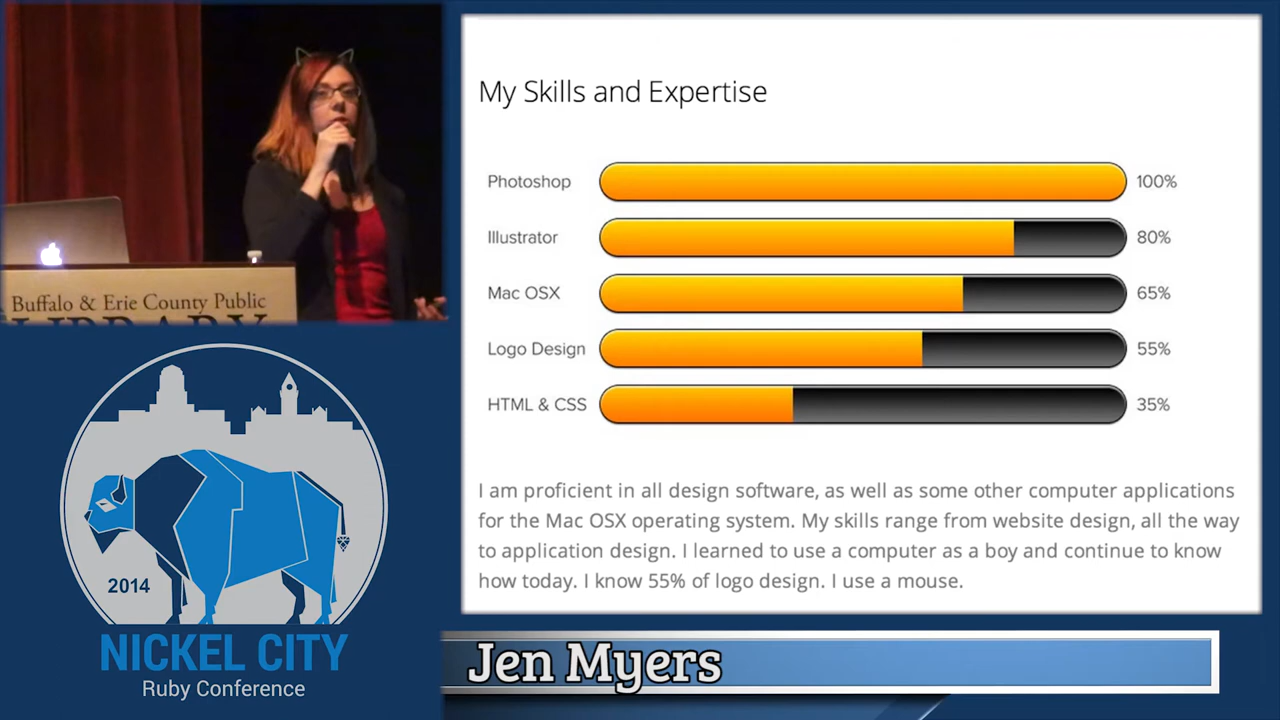 My Skills and Expertise
Photoshop 100%
Illustrator 80%
Mac OSX 65%
Logo Design 55%
HTML & CSS 35%
I am proficient in all design software, as well as some other computer applications
for the Mac OSX operating system. My skills range from website design, all the way
to application design. I learned to use a computer as a boy and continue to know
how today. I know 55% of logo design. I use a mouse.
Buffalo & Erie County Public
LIBRARY
2014
NICKEL CITY
Ruby Conference
Jen Myers